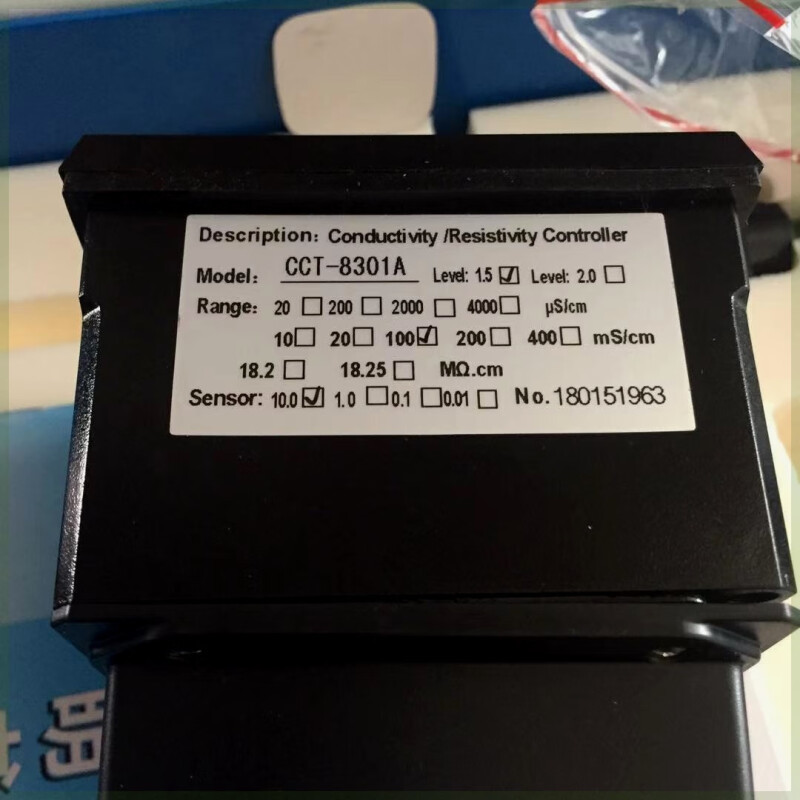 Description: Conductivity /Resistivity Controller
Model: CCT-8301A Level: 1.5 ☑ Level: 2.0 ☐
Range: 20 ☐ 200 ☐ 2000 ☐ 4000 ☐ µS/cm
10 ☐ 20 ☐ 100 ☑ 200 ☐ 400 ☐ mS/cm
18.2 ☐ 18.25 ☐ MΩ.cm
Sensor: 10.0 ☑ 1.0 ☐ 0.1 ☐ 0.01 ☐ No.180151963
明